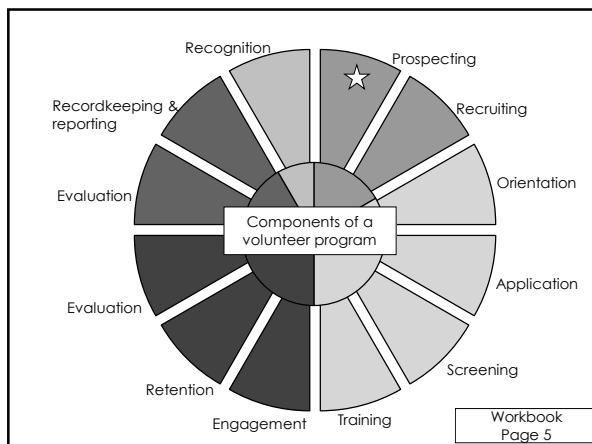 Recognition
Prospecting
Recordkeeping &
reporting
Recruiting
Evaluation
Orientation
Components of a
volunteer program
Evaluation
Application
Retention
Screening
Engagement
Training
Workbook
Page 5